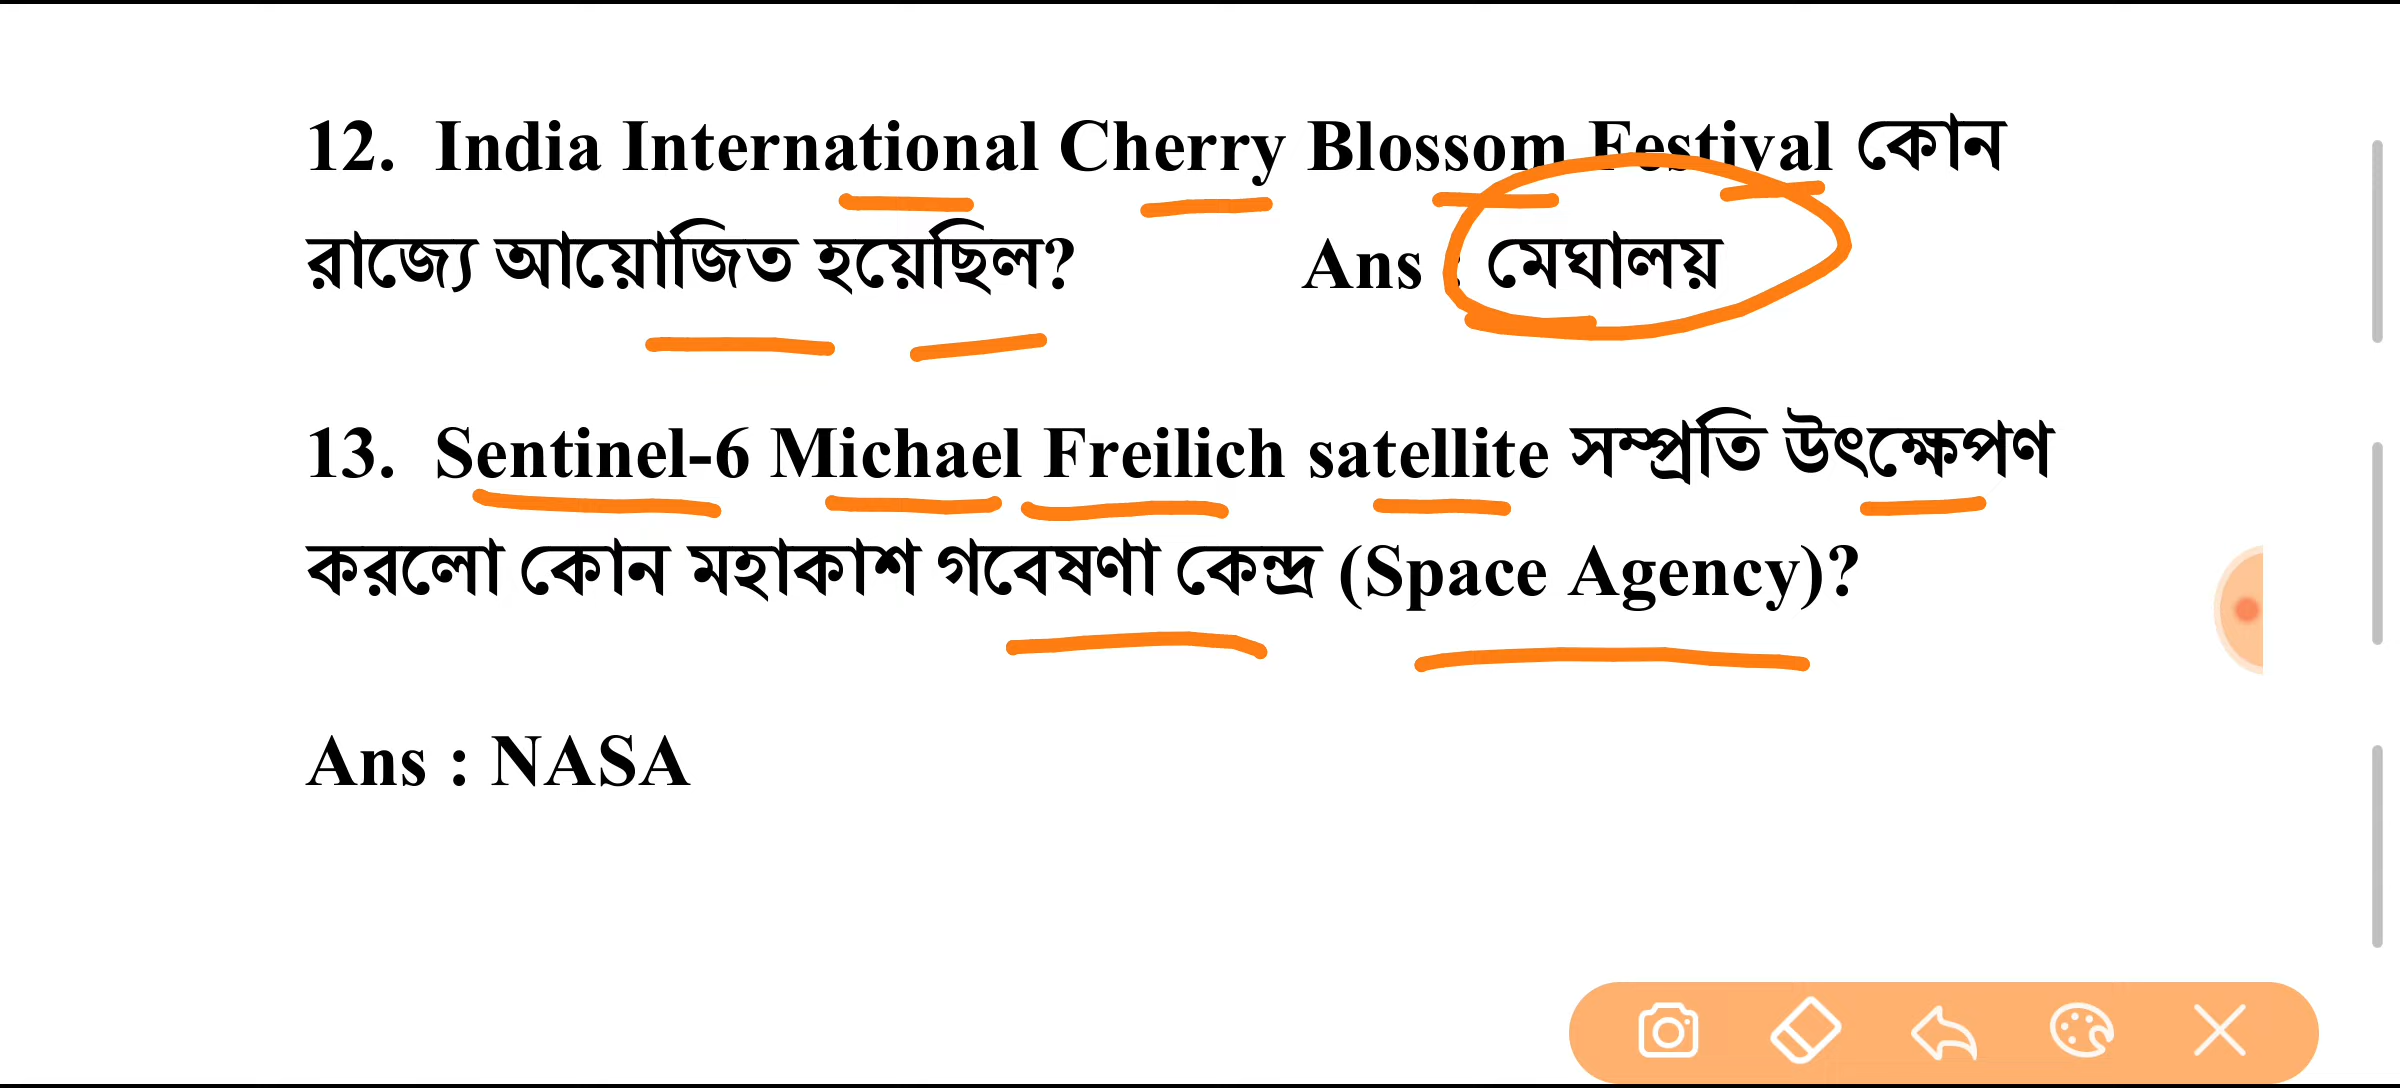 12. India International Cherry Blossom Festival কোন
রাজ্যে আয়োজিত হয়েছিল? Ans : মেঘালয়
13. Sentinel-6 Michael Freilich satellite সম্প্রতি উৎক্ষেপণ
করলো কোন মহাকাশ গবেষণা কেন্দ্র (Space Agency)?
Ans : NASA